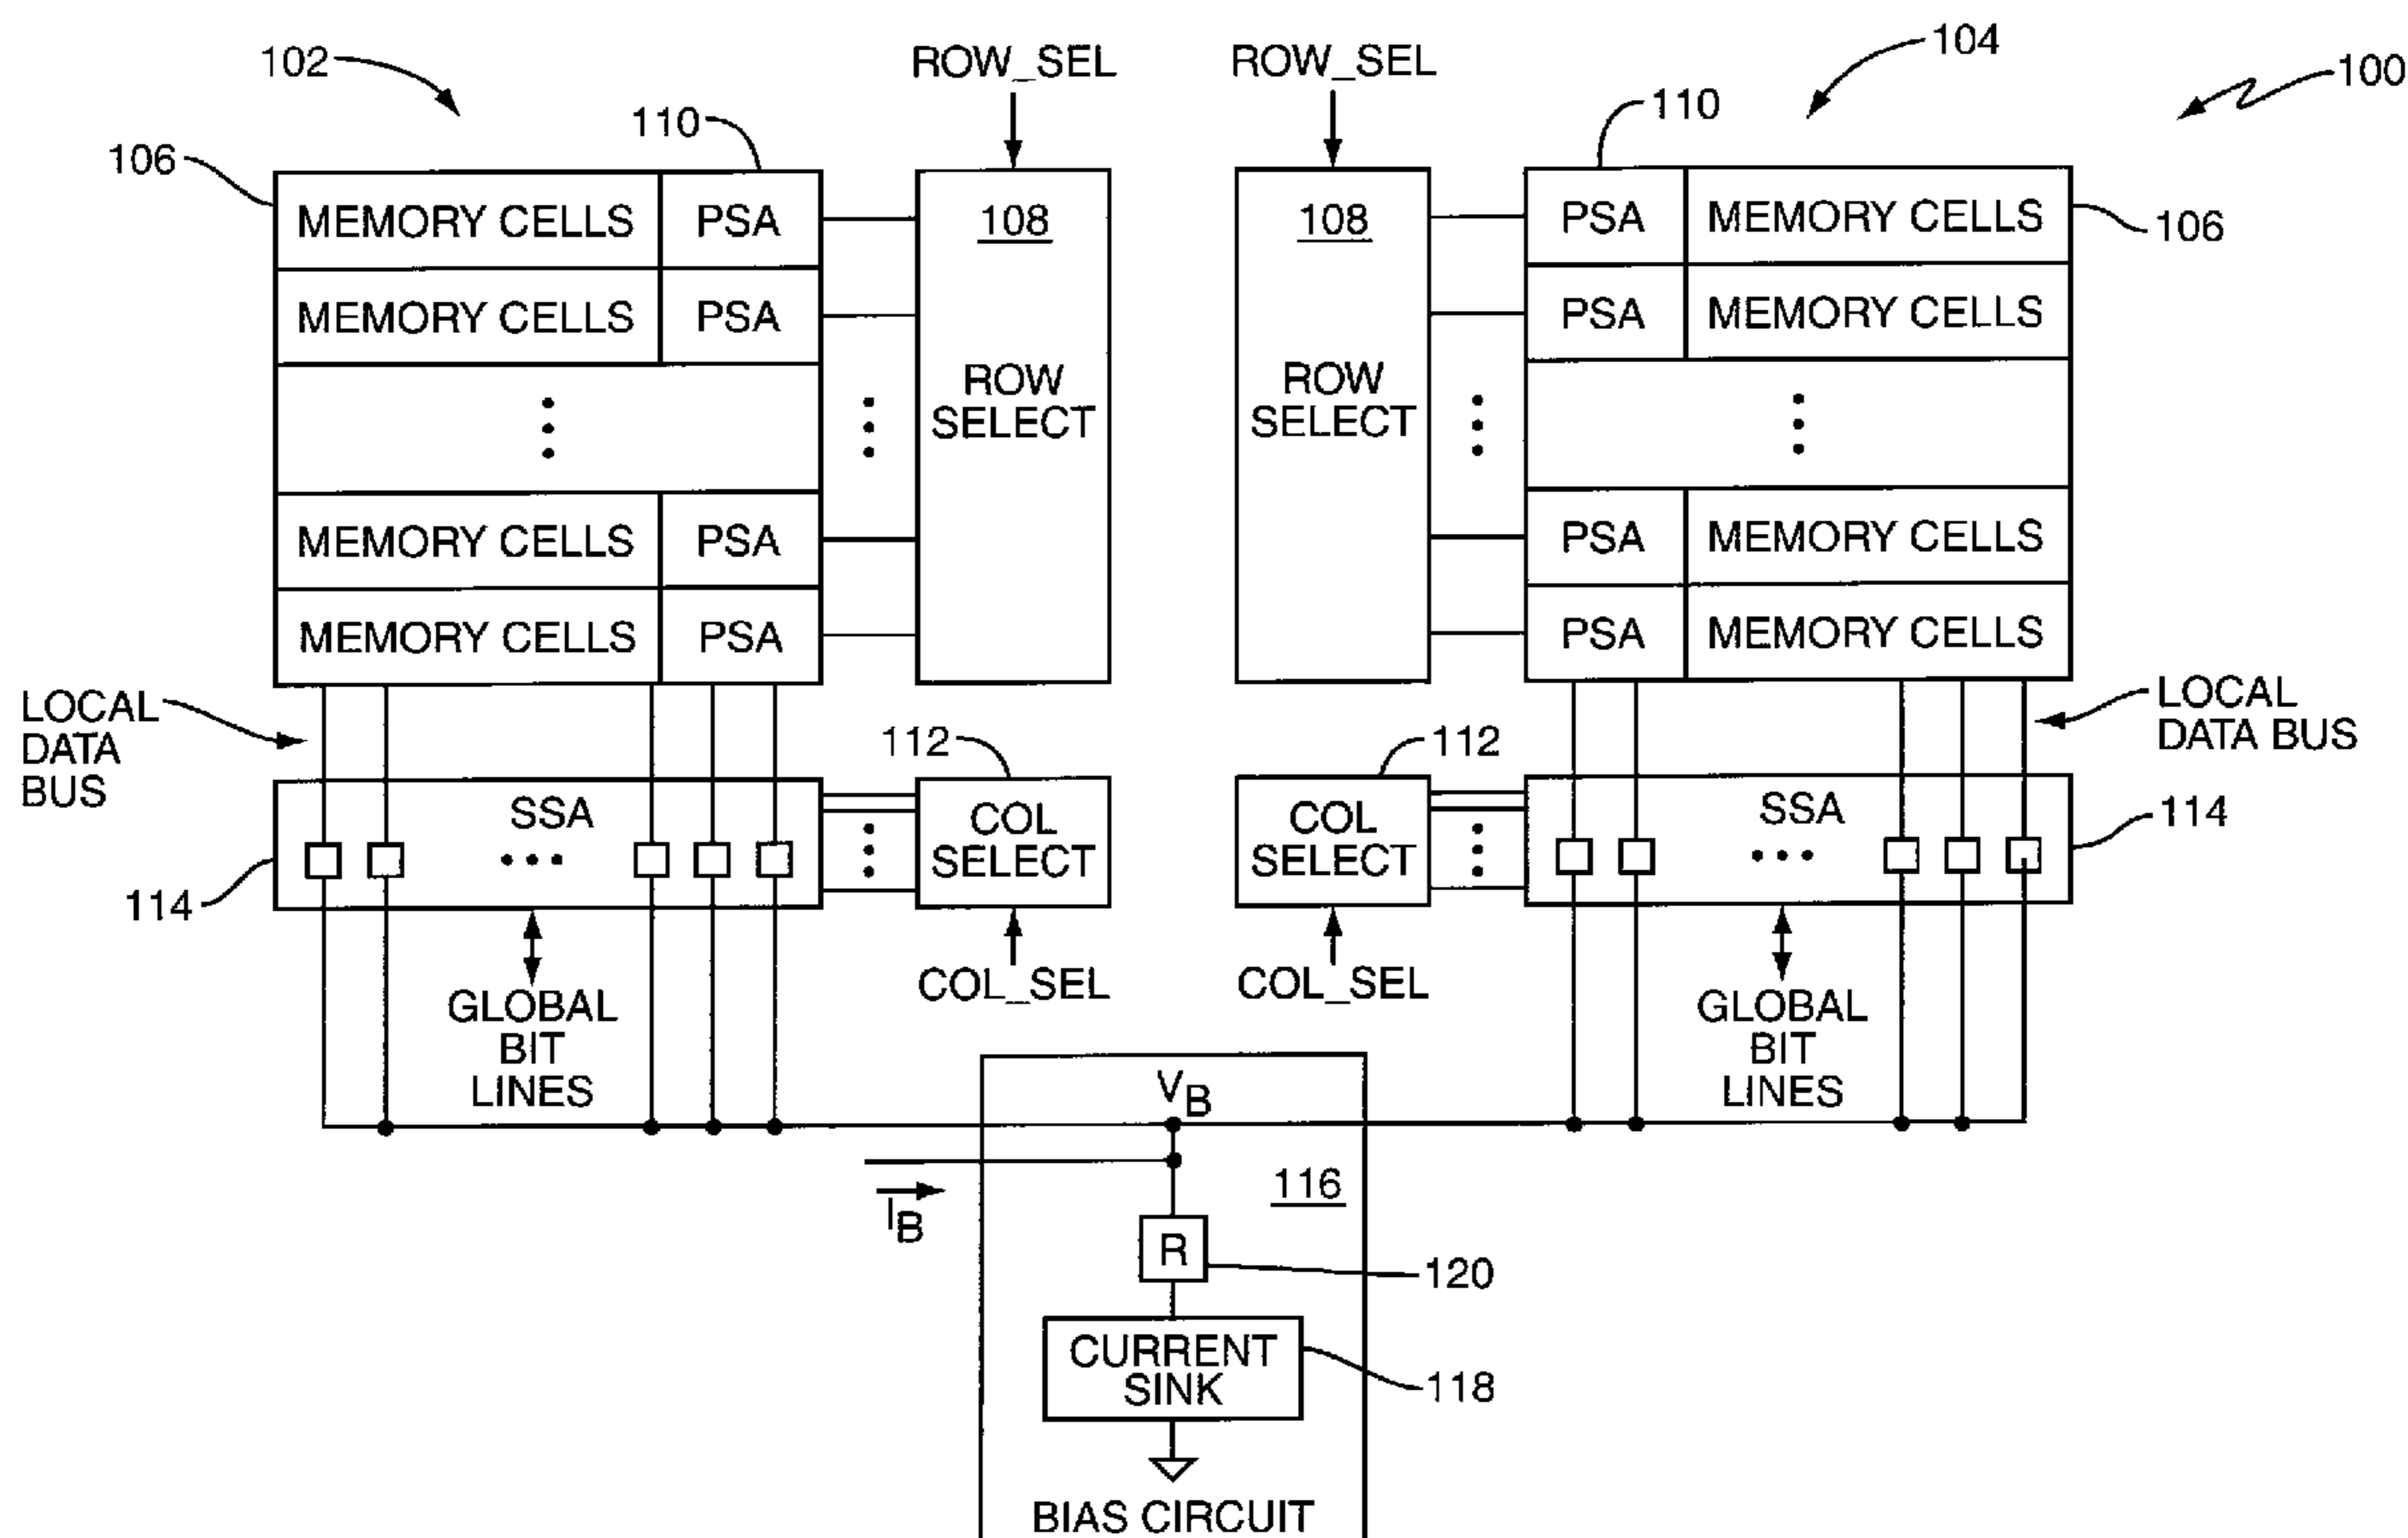 102
ROW_SEL
ROW_SEL
104
100
110
110
106
MEMORY CELLS PSA
108
108
PSA MEMORY CELLS
106
MEMORY CELLS PSA
PSA MEMORY CELLS
ROW
SELECT
ROW
SELECT
MEMORY CELLS PSA
PSA MEMORY CELLS
MEMORY CELLS PSA
PSA MEMORY CELLS
LOCAL
DATA
BUS
LOCAL
DATA BUS
112
112
SSA
COL
SELECT
COL
SELECT
SSA
114
114
COL_SEL
COL_SEL
GLOBAL
BIT
LINES
GLOBAL
BIT
LINES
VB
IB
116
R
120
CURRENT
SINK
118
BIAS CIRCUIT